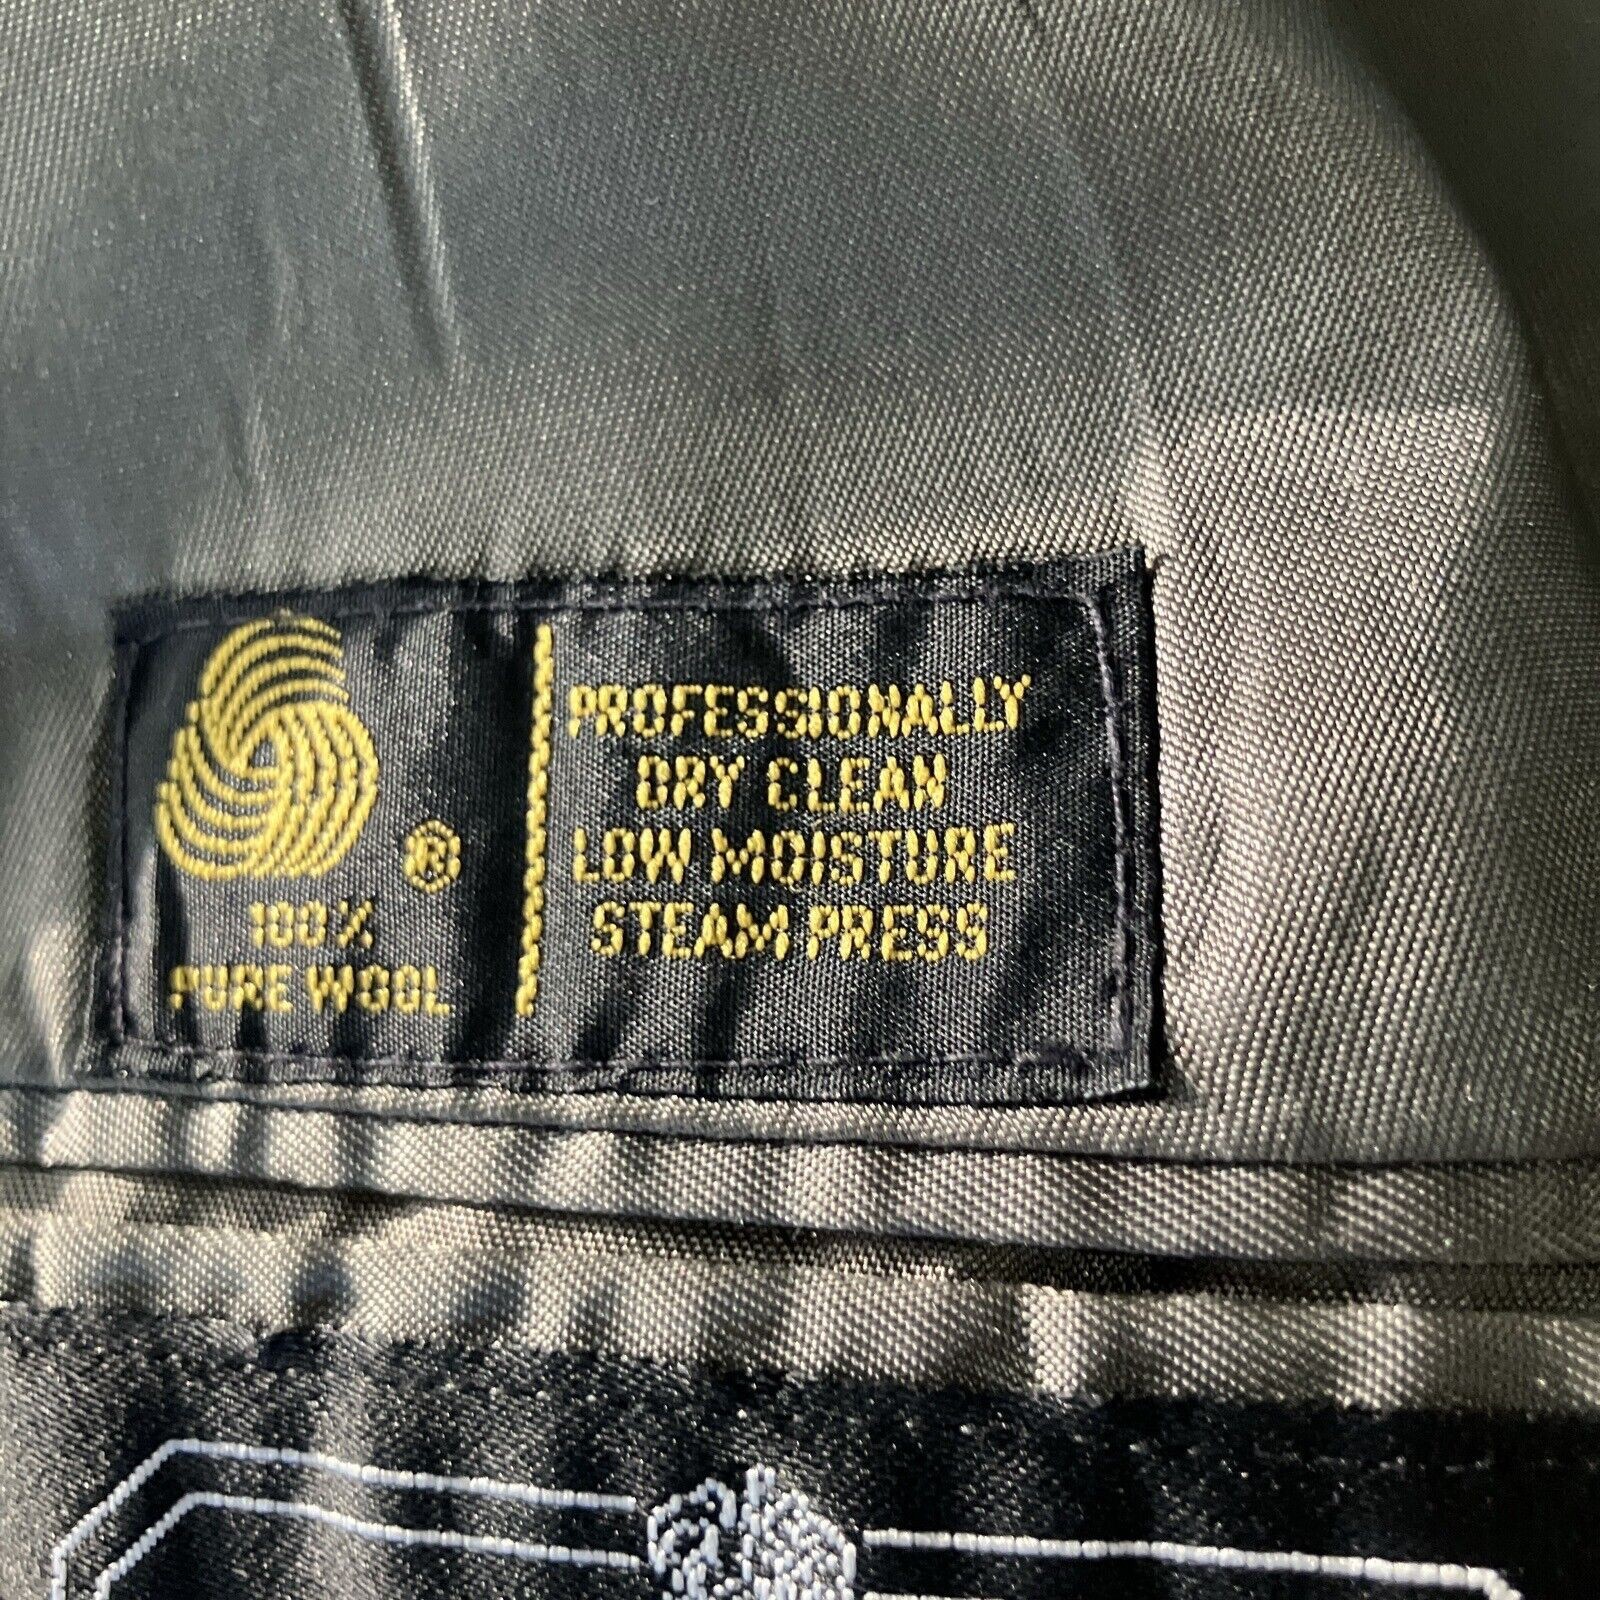 ®
100%
PURE WOOL
PROFESSIONALLY
DRY CLEAN
LOW MOISTURE
STEAM PRESS